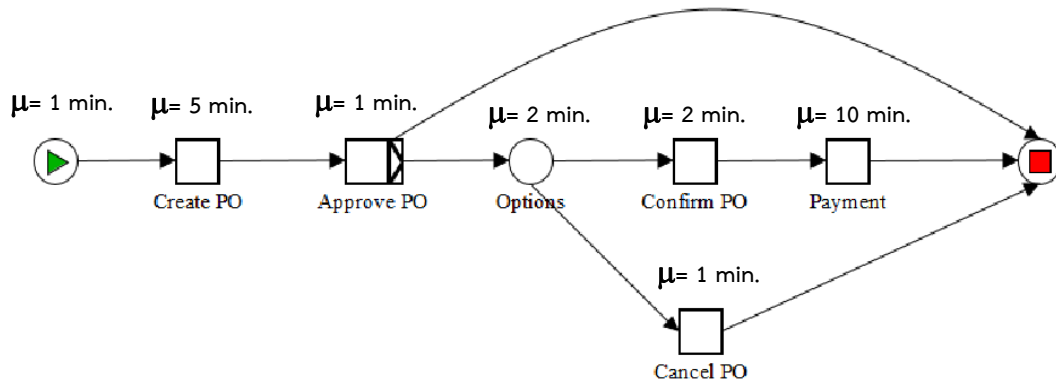 μ= 1 min.
μ= 5 min.
μ= 1 min.
μ= 2 min.
μ= 2 min.
μ= 10 min.
Create PO
Approve PO
Options
Confirm PO
Payment
μ= 1 min.
Cancel PO